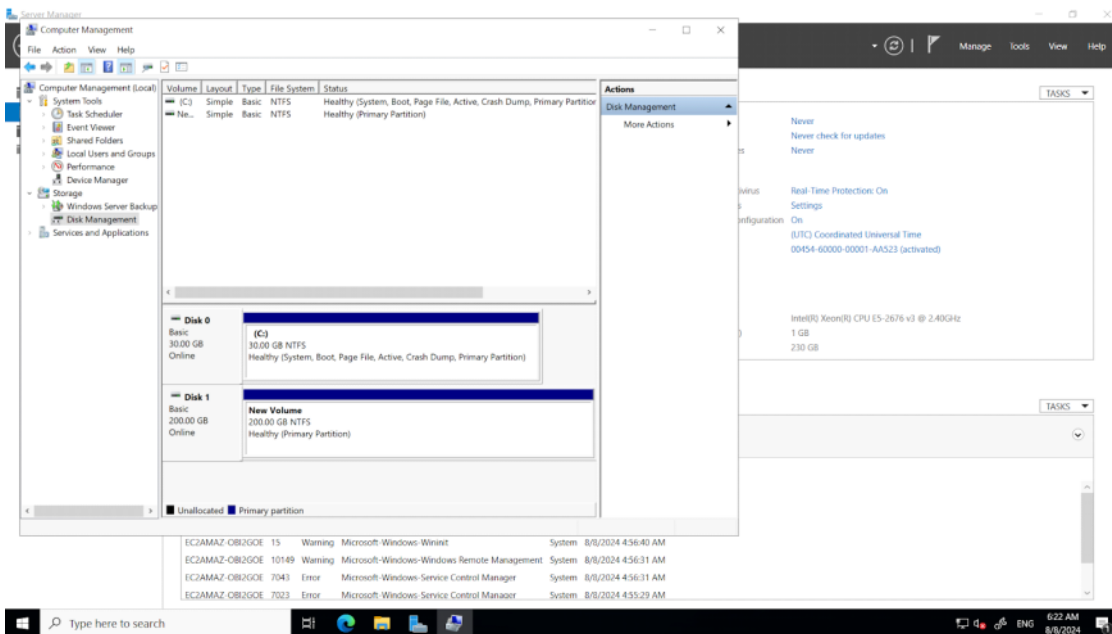 Server Manager
Computer Management
File Action View Help
Manage Tools View Help
Computer Management (Local)
System Tools
Task Scheduler
Event Viewer
Shared Folders
Local Users and Groups
Performance
Device Manager
Storage
Windows Server Backup
Disk Management
Services and Applications
Volume Layout Type File System Status
(C:) Simple Basic NTFS Healthy (System, Boot, Page File, Active, Crash Dump, Primary Partition
Ne... Simple Basic NTFS Healthy (Primary Partition)
Disk 0
Basic
30.00 GB
Online
(C:)
30.00 GB NTFS
Healthy (System, Boot, Page File, Active, Crash Dump, Primary Partition)
Disk 1
Basic
200.00 GB
Online
New Volume
200.00 GB NTFS
Healthy (Primary Partition)
Unallocated Primary partition
Actions
Disk Management
More Actions
TASKS
Never
Never check for updates
es Never
Real-Time Protection: On
Settings
On
(UTC) Coordinated Universal Time
00454-60000-00001-AA523 (activated)
Intel(R) Xeon(R) CPU E5-2676 v3 @ 2.40GHz
1 GB
230 GB
TASKS
EC2AMAZ-OBI2GOE 15 Warning Microsoft-Windows-Wininit System 8/8/2024 4:56:40 AM
EC2AMAZ-OBI2GOE 10149 Warning Microsoft-Windows-Windows Remote Management System 8/8/2024 4:56:31 AM
EC2AMAZ-OBI2GOE 7043 Error Microsoft-Windows-Service Control Manager System 8/8/2024 4:56:31 AM
EC2AMAZ-OBI2GOE 7023 Error Microsoft-Windows-Service Control Manager System 8/8/2024 4:55:29 AM
Type here to search
ENG
6:22 AM
8/8/2024